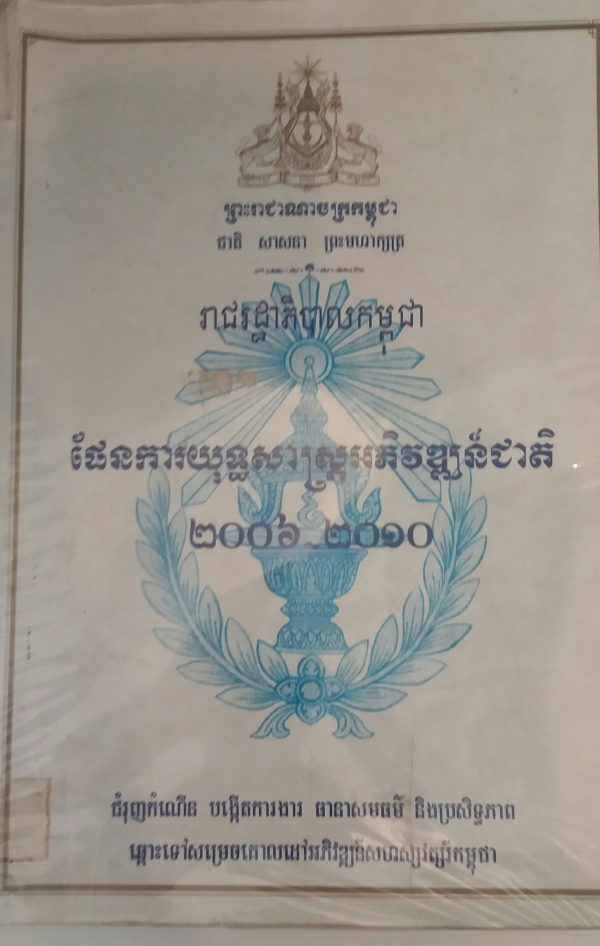 ព្រះរាជាណាចក្រកម្ពុជា
ជាតិ សាសនា ព្រះមហាក្សត្រ
រាជរដ្ឋាភិបាលកម្ពុជា
ផែនការយុទ្ធសាស្ត្រអភិវឌ្ឍន៍ជាតិ
២០០៦_២០១០
ជំរុញកំណើន បង្កើតការងារ ធានាសមធម៌ និងប្រសិទ្ធភាព
ឆ្ពោះទៅសម្រេចគោលដៅអភិវឌ្ឍន៍សហស្សវត្សរ៍កម្ពុជា